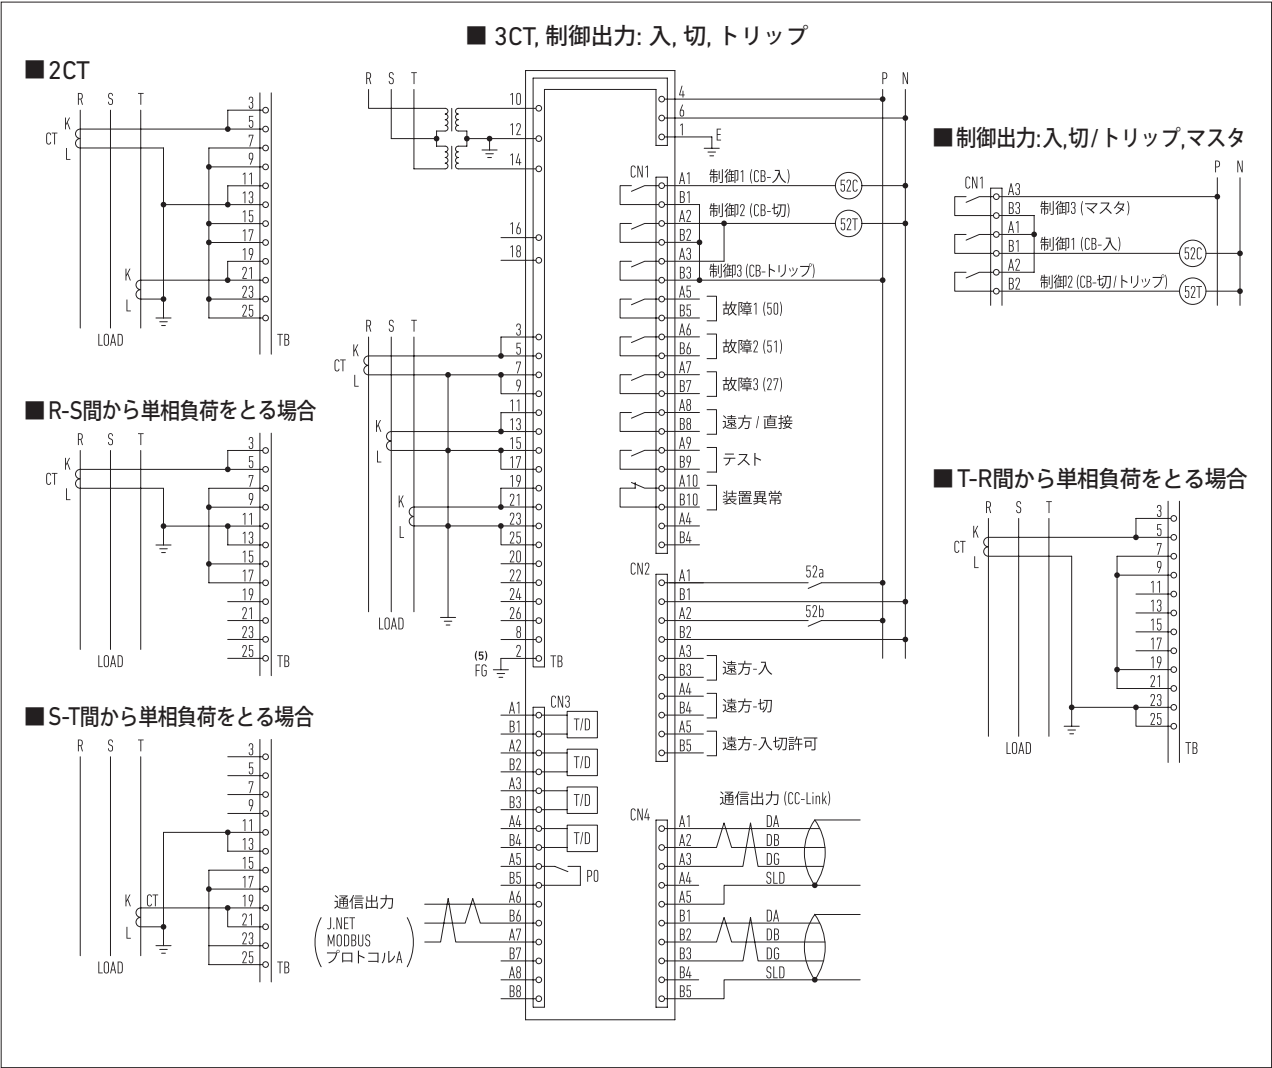 ■ 3CT, 制御出力: 入, 切, トリップ
■ 2CT
R S T
K
CT
L
K
L
3
5
7
9
11
13
15
17
19
21
23
25
LOAD
TB
■ R-S間から単相負荷をとる場合
R S T
K
CT
L
3
5
7
9
11
13
15
17
19
21
23
25
LOAD
TB
■ S-T間から単相負荷をとる場合
R S T
3
5
7
9
11
13
15
17
19
21
23
25
K CT
L
LOAD
TB
R S T
10
12
14
16
18
R S T
K
CT
L
K
L
K
L
LOAD
3
5
7
9
11
13
15
17
19
21
23
25
20
22
24
26
8
2
(5)
FG
TB
CN3
A1
B1
T/D
A2
B2
T/D
A3
B3
T/D
A4
B4
T/D
A5
B5
PO
A6
B6
A7
B7
A8
B8
通信出力
(J.NET
MODBUS
プロトコルA)
P N
4
6
1
E
CN1
A1 制御1 (CB-入) 52C
B1
A2 制御2 (CB-切) 52T
B2
A3
B3 制御3 (CB-トリップ)
A5
B5
故障1 (50)
A6
B6
故障2 (51)
A7
B7
故障3 (27)
A8
B8
遠方 / 直接
A9
B9
テスト
A10
B10
装置異常
A4
B4
CN2
A1 52a
B1
A2 52b
B2
A3
B3
遠方-入
A4
B4
遠方-切
A5
B5
遠方-入切許可
通信出力 (CC-Link)
CN4
A1 DA
A2 DB
A3 DG
A4 SLD
A5
B1 DA
B2 DB
B3 DG
B4 SLD
B5
■ 制御出力:入,切/トリップ,マスタ
P N
CN1
A3
B3 制御3 (マスタ)
A1
B1 制御1 (CB-入) 52C
A2
B2 制御2 (CB-切/トリップ) 52T
■ T-R間から単相負荷をとる場合
R S T
K
CT
L
3
5
7
9
11
13
15
17
19
21
23
25
LOAD
TB